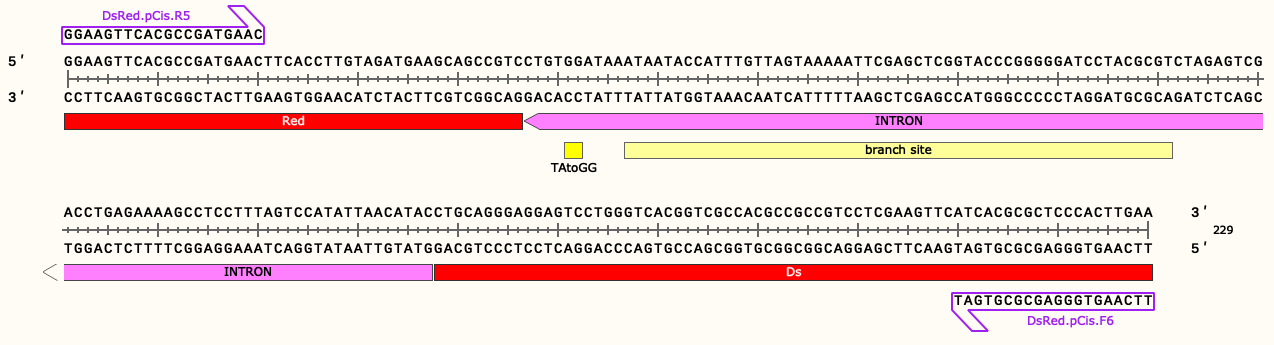 DsRed.pCis.R5
GGAAGTTCACGCCGATGAAC
5 ′ GGAAGTTCACGCCGATGAACTTCACCTTGTAGATGAAGCAGCCGTCCTGTGGATAAATAATACCATTTGTTAGTAAAAATTCGAGCTCGGTACCCGGGGGATCCTACGCGTCTAGAGTCG
3 ′ CCTTCAAGTGCGGCTACTTGAAGTGGAACATCTACTTCGTCGGCAGGACACCTATTTATTATGGTAAACAATCATTTTTAAGCTCGAGCCATGGGCCCCCTAGGATGCGCAGATCTCAGC
Red INTRON
branch site
TAtoGG
ACCTGAGAAAAGCCTCCTTTAGTCCATATTAACATACCTGCAGGGAGGAGTCCTGGGTCACGGTCGCCACGCCGCCGTCCTCGAAGTTCATCACGCGCTCCCACTTGAA 3 ′
229
TGGACTCTTTTCGGAGGAAATCAGGTATAATTGTATGGACGTCCCTCCTCAGGACCCAGTGCCAGCGGTGCGGCGGCAGGAGCTTCAAGTAGTGCGCGAGGGTGAACTT 5 ′
INTRON Ds
TAGTGCGCGAGGGTGAACTT
DsRed.pCis.F6